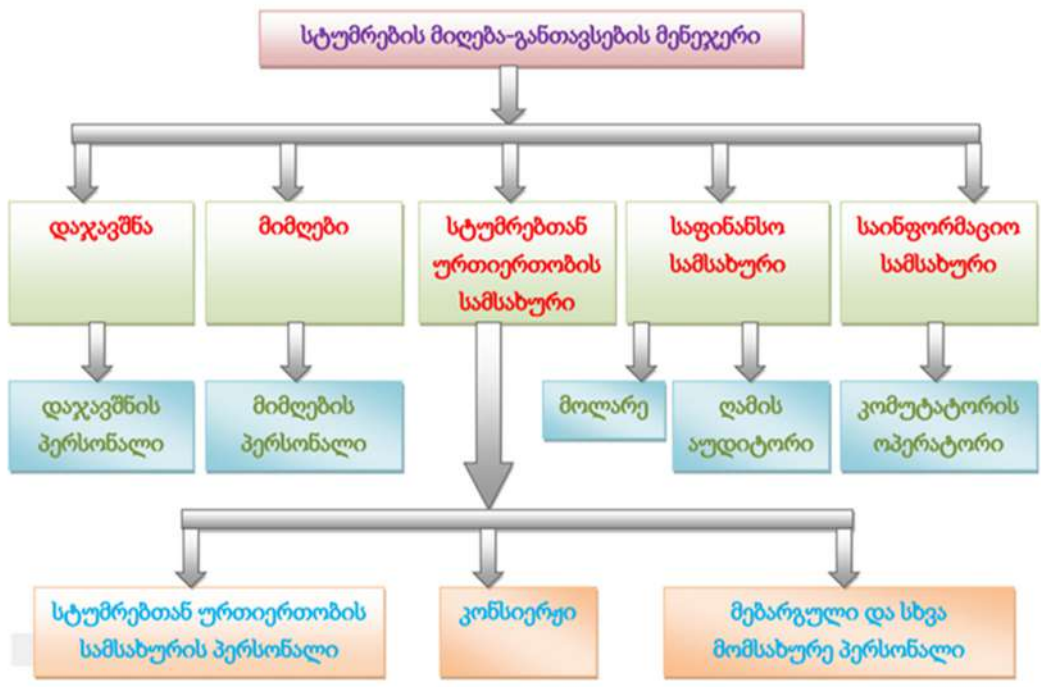 სტუმრების მიღება-განთავსების მენეჯერი
დაჯავშნა
მიმღები
სტუმრებთან
ურთიერთობის
სამსახური
საფინანსო
სამსახური
საინფორმაციო
სამსახური
დაჯავშნის
პერსონალი
მიმღების
პერსონალი
მოლარე
ღამის
აუდიტორი
კომუტატორის
ოპერატორი
სტუმრებთან ურთიერთობის
სამსახურის პერსონალი
კონსიერჟი
მებარგული და სხვა
მომსახურე პერსონალი